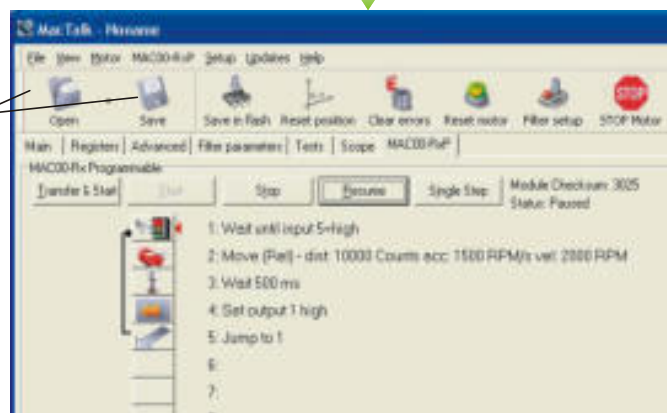 MacTalk - Noname
File View Motor MAC00-RxP Setup Updates Help
Open Save Save in flash Reset position Clear errors Reset motor Filter setup STOP Motor
STOP
Main Registers Advanced Filter parameters Tests Scope MAC00-RxP
MAC00-Rx Programmable
Transfer & Start Start Stop Resume Single Step Module Checksum: 3025
Status: Paused
1: Wait until input 5=high
2: Move (Rel) - dist: 10000 Counts acc: 1500 RPM/s vel: 2000 RPM
3: Wait 500 ms
4: Set output 1 high
5: Jump to 1
6:
7: